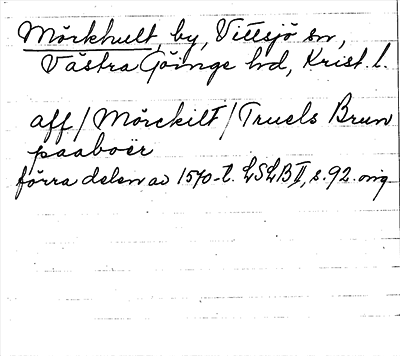 Mörkhult, by, Vittsjö sn,
Västra Göinge hd, Krist. l.
aff / Mörckilt / Truels Brun
paaboer
förra delen av 1570-t. LSLB II, s. 92. orig